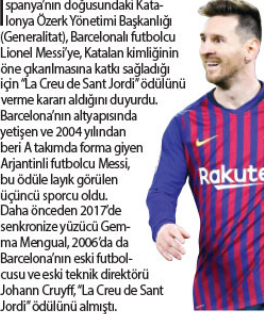 spanya'nın doğusundaki Kata-
lonya Özerk Yönetimi Başkanlığı
(Generalitat), Barcelonalı futbolcu
Lionel Messi'ye, Katalan kimliğinin
öne çıkarılmasına katkı sağladığı
için "La Creu de Sant Jordi" ödülünü
verme kararı aldığını duyurdu.
Barcelona'nın altyapısında
yetişen ve 2004 yılından
beri A takımda forma giyen
Arjantinli futbolcu Messi,
bu ödüle layık görülen
üçüncü sporcu oldu.
Daha önceden 2017'de
senkronize yüzücü Gem-
ma Mengual, 2006'da da
Barcelona'nın eski futbol-
cusu ve eski teknik direktörü
Johann Cruyff, "La Creu de Sant
Jordi" ödülünü almıştı.
Rakute